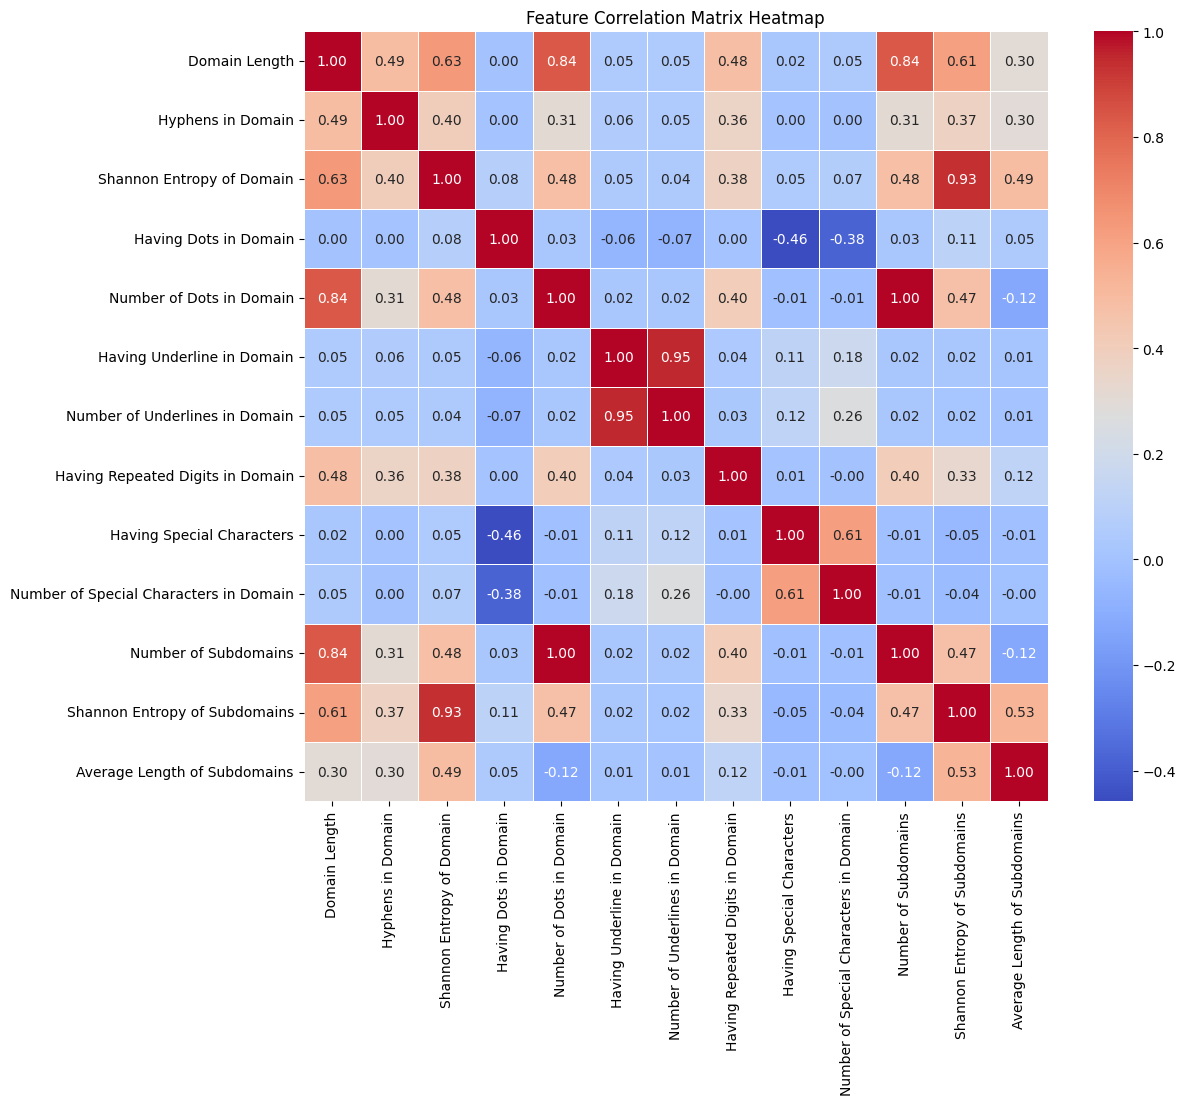 Feature Correlation Matrix Heatmap
Domain Length 1.00 0.49 0.63 0.00 0.84 0.05 0.05 0.48 0.02 0.05 0.84 0.61 0.30
Hyphens in Domain 0.49 1.00 0.40 0.00 0.31 0.06 0.05 0.36 0.00 0.00 0.31 0.37 0.30
Shannon Entropy of Domain 0.63 0.40 1.00 0.08 0.48 0.05 0.04 0.38 0.05 0.07 0.48 0.93 0.49
Having Dots in Domain 0.00 0.00 0.08 1.00 0.03 -0.06 -0.07 0.00 -0.46 -0.38 0.03 0.11 0.05
Number of Dots in Domain 0.84 0.31 0.48 0.03 1.00 0.02 0.02 0.40 -0.01 -0.01 1.00 0.47 -0.12
Having Underline in Domain 0.05 0.06 0.05 -0.06 0.02 1.00 0.95 0.04 0.11 0.18 0.02 0.02 0.01
Number of Underlines in Domain 0.05 0.05 0.04 -0.07 0.02 0.95 1.00 0.03 0.12 0.26 0.02 0.02 0.01
Having Repeated Digits in Domain 0.48 0.36 0.38 0.00 0.40 0.04 0.03 1.00 0.01 -0.00 0.40 0.33 0.12
Having Special Characters 0.02 0.00 0.05 -0.46 -0.01 0.11 0.12 0.01 1.00 0.61 -0.01 -0.05 -0.01
Number of Special Characters in Domain 0.05 0.00 0.07 -0.38 -0.01 0.18 0.26 -0.00 0.61 1.00 -0.01 -0.04 -0.00
Number of Subdomains 0.84 0.31 0.48 0.03 1.00 0.02 0.02 0.40 -0.01 -0.01 1.00 0.47 -0.12
Shannon Entropy of Subdomains 0.61 0.37 0.93 0.11 0.47 0.02 0.02 0.33 -0.05 -0.04 0.47 1.00 0.53
Average Length of Subdomains 0.30 0.30 0.49 0.05 -0.12 0.01 0.01 0.12 -0.01 -0.00 -0.12 0.53 1.00
Domain Length
Hyphens in Domain
Shannon Entropy of Domain
Having Dots in Domain
Number of Dots in Domain
Having Underline in Domain
Number of Underlines in Domain
Having Repeated Digits in Domain
Having Special Characters
Number of Special Characters in Domain
Number of Subdomains
Shannon Entropy of Subdomains
Average Length of Subdomains
1.0
0.8
0.6
0.4
0.2
0.0
−0.2
−0.4